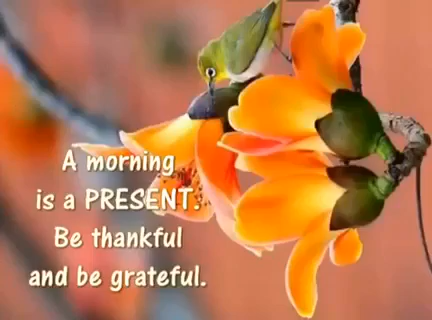 A morning
is a PRESENT.
Be thankful
and be grateful.